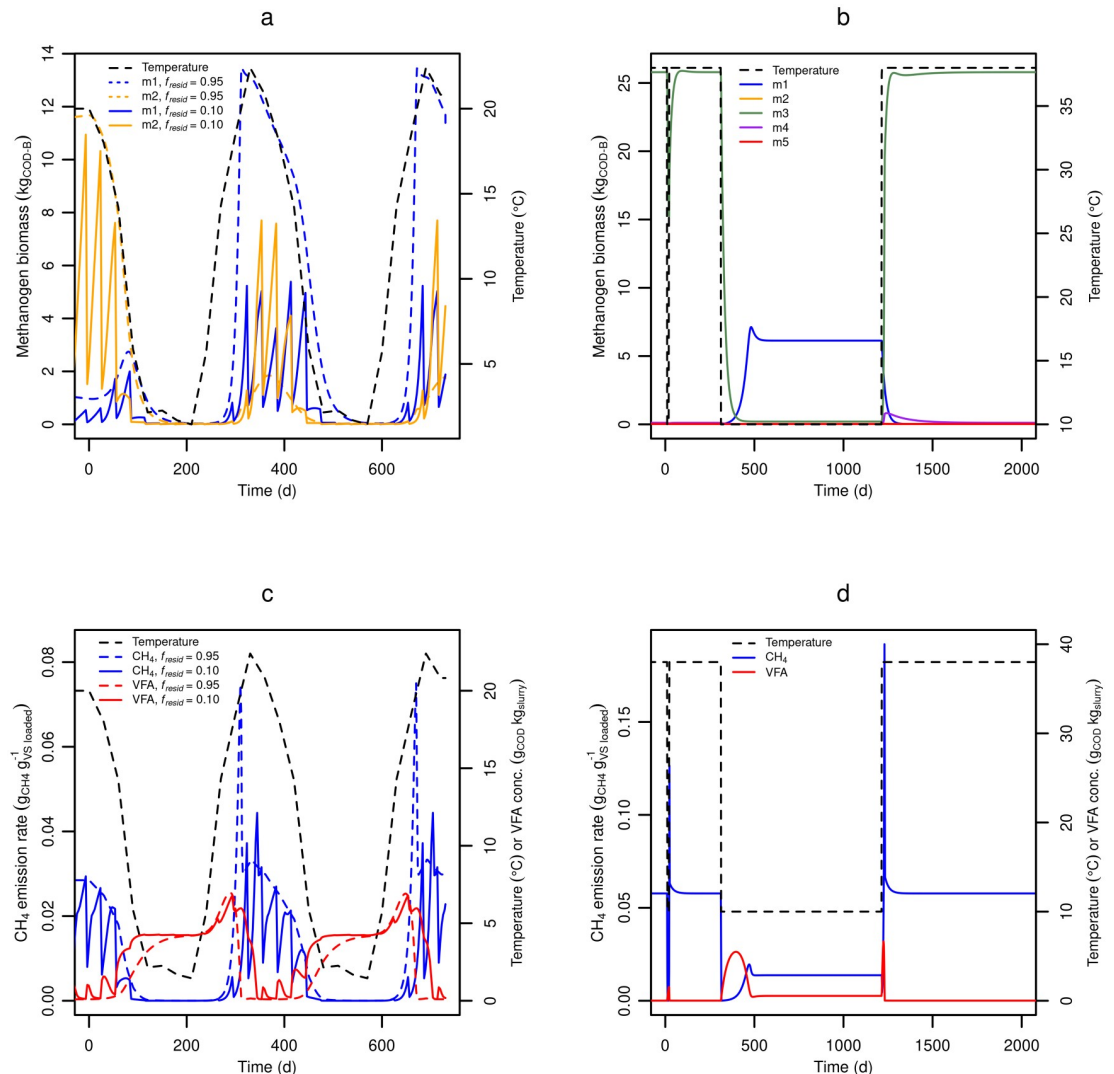 a
14
12
10
8
6
4
2
0
Methanogen biomass (kgCOD-B)
Temperature
m1, fresid = 0.95
m2, fresid = 0.95
m1, fresid = 0.10
m2, fresid = 0.10
20
15
10
5
Temperature (°C)
0 200 400 600
Time (d)
b
25
20
15
10
5
0
Methanogen biomass (kgCOD-B)
Temperature
m1
m2
m3
m4
m5
35
30
25
20
15
10
Temperature (°C)
0 500 1000 1500 2000
Time (d)
c
0.08
0.06
0.04
0.02
0.00
CH4 emission rate (gCH4 g-1VS loaded)
Temperature
CH4, fresid = 0.95
CH4, fresid = 0.10
VFA, fresid = 0.95
VFA, fresid = 0.10
20
15
10
5
0
Temperature (°C) or VFA conc. (gCOD kgslurry)
0 200 400 600
Time (d)
d
0.15
0.10
0.05
0.00
CH4 emission rate (gCH4 g-1VS loaded)
Temperature
CH4
VFA
40
30
20
10
0
Temperature (°C) or VFA conc. (gCOD kgslurry)
0 500 1000 1500 2000
Time (d)